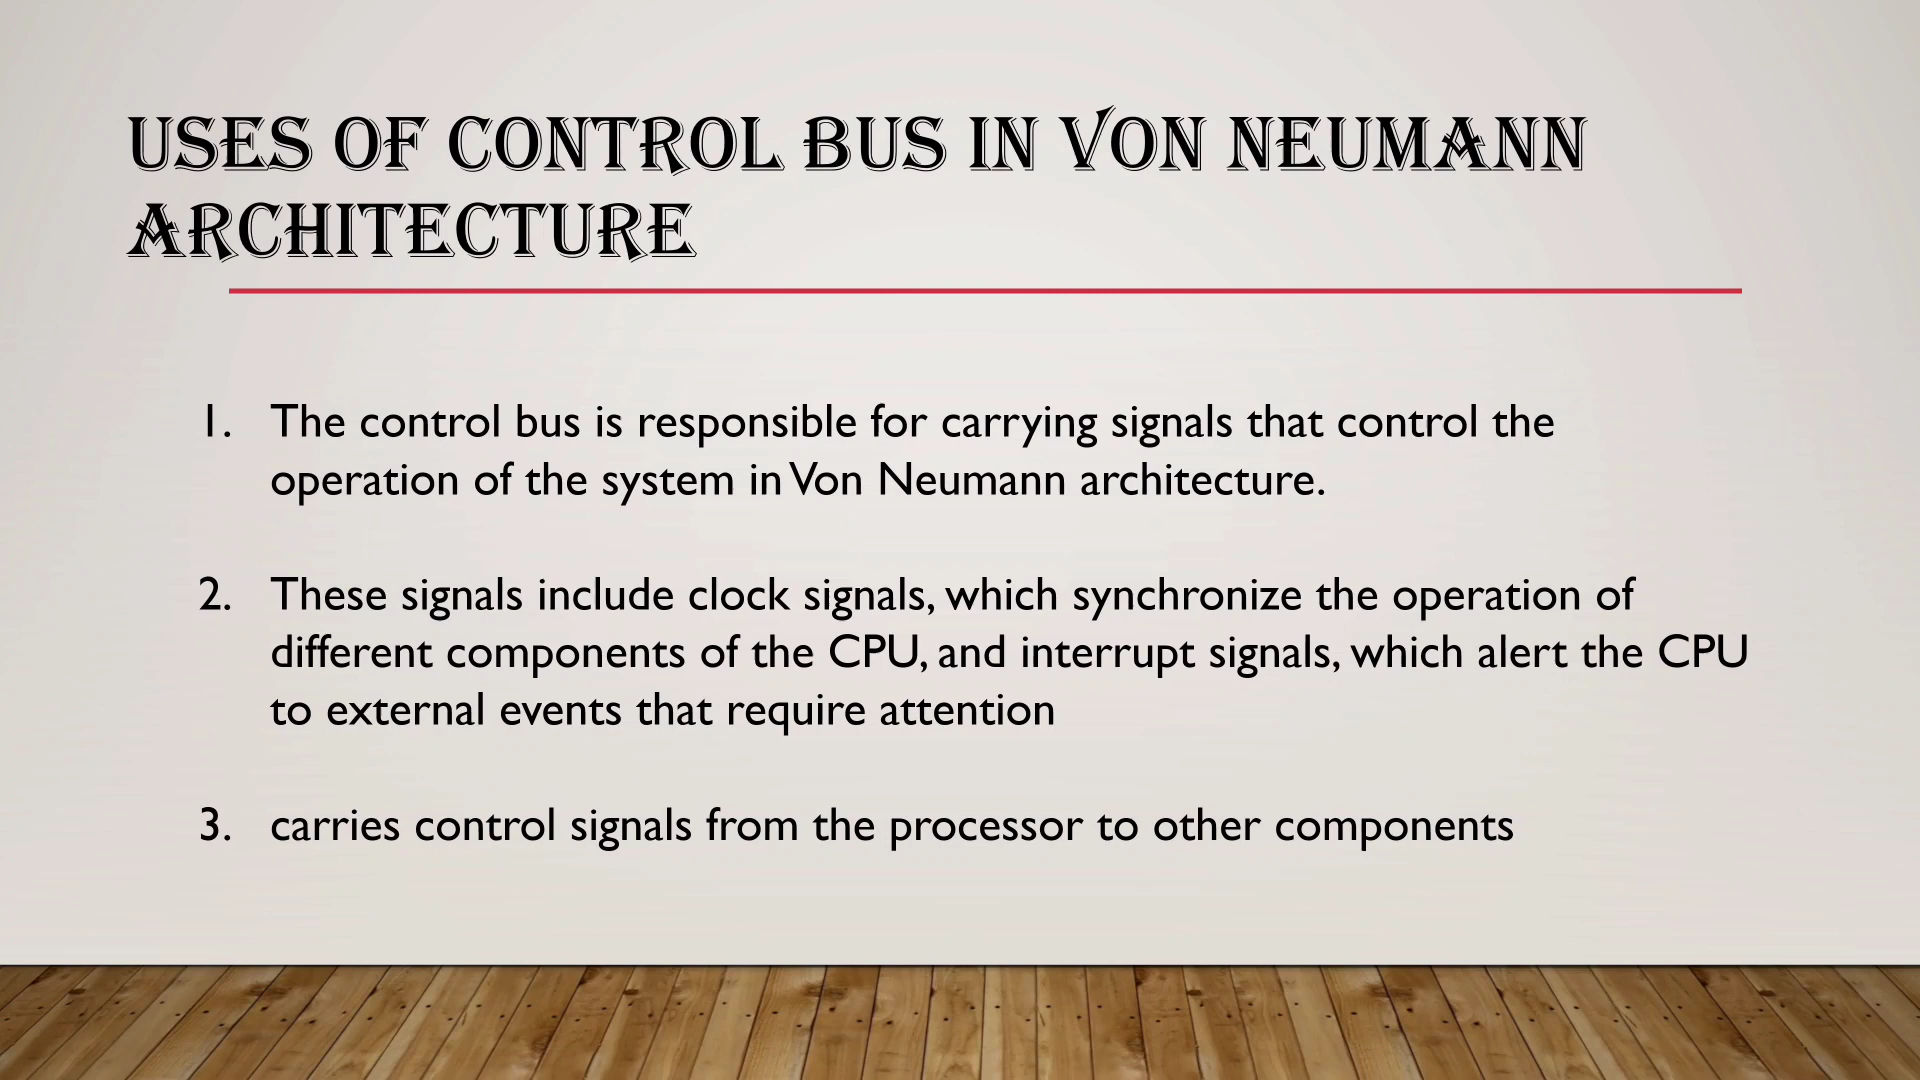 USES OF CONTROL BUS IN VON NEUMANN
ARCHITECTURE
1. The control bus is responsible for carrying signals that control the
operation of the system in Von Neumann architecture.
2. These signals include clock signals, which synchronize the operation of
different components of the CPU, and interrupt signals, which alert the CPU
to external events that require attention
3. carries control signals from the processor to other components